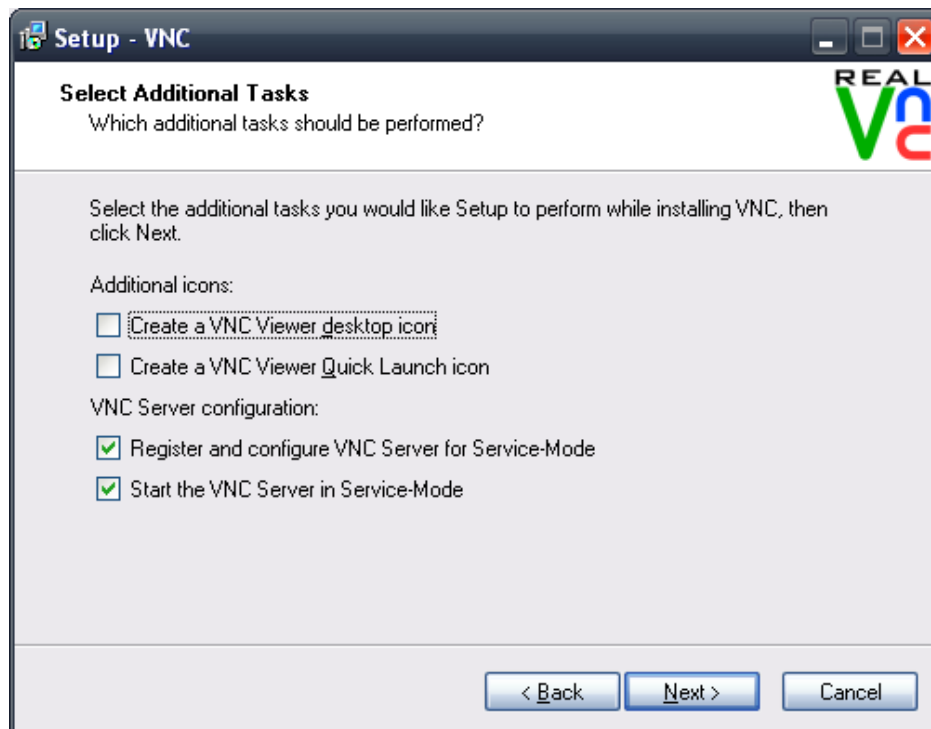 Setup - VNC
REAL
Select Additional Tasks
Which additional tasks should be performed?
VNC
Select the additional tasks you would like Setup to perform while installing VNC, then
click Next.
Additional icons:
Create a VNC Viewer desktop icon
Create a VNC Viewer Quick Launch icon
VNC Server configuration:
Register and configure VNC Server for Service-Mode
Start the VNC Server in Service-Mode
< Back
Next >
Cancel